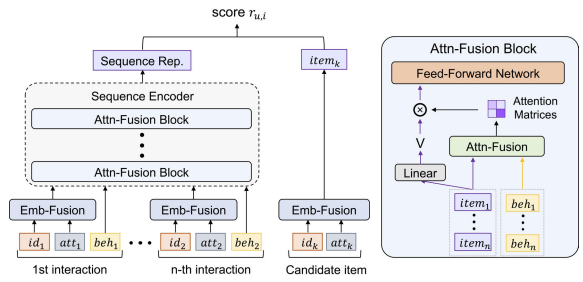 score r_{u,i}
Sequence Rep.
item_k
Sequence Encoder
Attn-Fusion Block
Attn-Fusion Block
Emb-Fusion
Emb-Fusion
Emb-Fusion
id_1 att_1 beh_1 id_2 att_2 beh_2 id_k att_k
1st interaction
n-th interaction
Candidate item
Attn-Fusion Block
Feed-Forward Network
Attention
Matrices
V
Attn-Fusion
Linear
item_1 beh_1
item_n beh_n